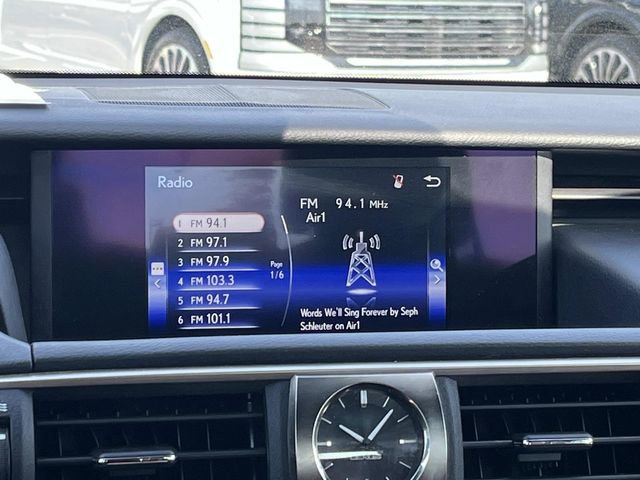 Radio
FM 94.1 MHz
Air1
1 FM 94.1
2 FM 97.1
3 FM 97.9
4 FM 103.3
5 FM 94.7
6 FM 101.1
Page
1/6
Words We'll Sing Forever by Seph
Schleuter on Air1